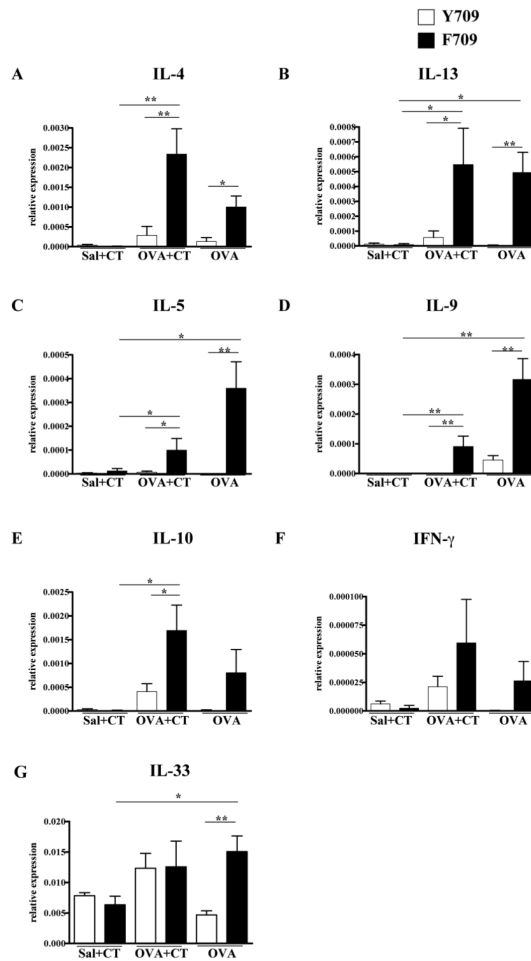 Y709
F709
A IL-4
** 
**
*
relative expression
0.0030
0.0025
0.0020
0.0015
0.0010
0.0005
0.0000
Sal+CT OVA+CT OVA
B IL-13
*
*
*
**
relative expression
0.0008
0.0007
0.0006
0.0005
0.0004
0.0003
0.0002
0.0001
0.0000
Sal+CT OVA+CT OVA
C IL-5
*
**
*
*
relative expression
0.0005
0.0004
0.0003
0.0002
0.0001
0.0000
Sal+CT OVA+CT OVA
D IL-9
**
**
**
**
relative expression
0.0004
0.0003
0.0002
0.0001
0.0000
Sal+CT OVA+CT OVA
E IL-10
*
*
relative expression
0.0025
0.0020
0.0015
0.0010
0.0005
0.0000
Sal+CT OVA+CT OVA
F IFN-γ
relative expression
0.000100
0.000075
0.000050
0.000025
0.000000
Sal+CT OVA+CT OVA
G IL-33
*
**
relative expression
0.020
0.015
0.010
0.005
0.000
Sal+CT OVA+CT OVA